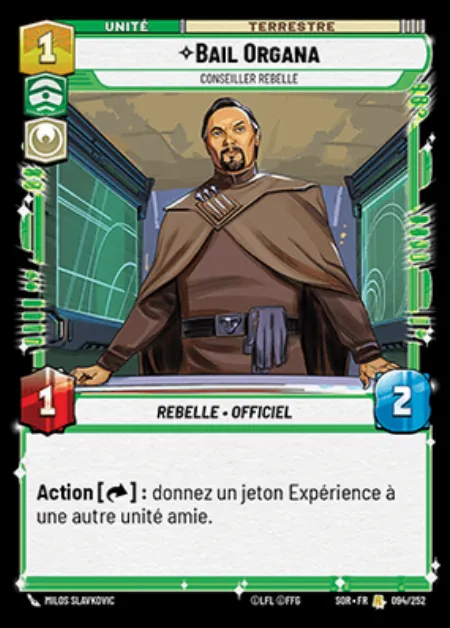 UNITÉ TERRESTRE
1
✧BAIL ORGANA
CONSEILLER REBELLE
1
REBELLE • OFFICIEL
2
Action [↷] : donnez un jeton Expérience à
une autre unité amie.
MILOS SLAVKOVIC ©LFL ©FFG SOR • FR R 094/252